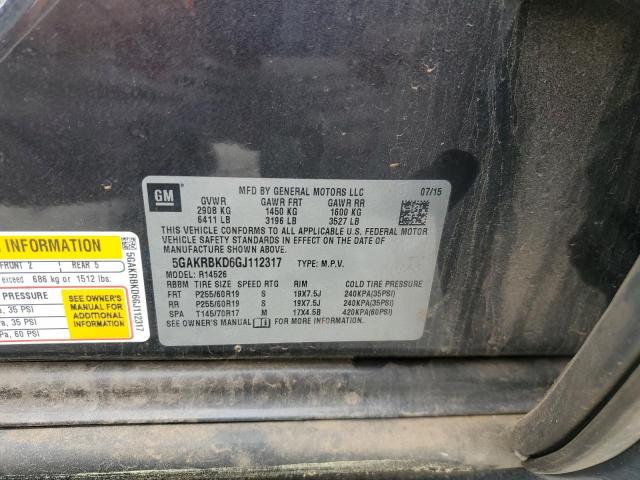 GM
MFD BY GENERAL MOTORS LLC 07/15
GVWR GAWR FRT GAWR RR
2908 KG 1450 KG 1600 KG
6411 LB 3196 LB 3527 LB
THIS VEHICLE CONFORMS TO ALL APPLICABLE U.S. FEDERAL MOTOR
VEHICLE SAFETY STANDARDS IN EFFECT ON THE DATE OF
MANUFACTURE SHOWN ABOVE.
5GAKRBKD6GJ112317 TYPE: M.P.V.
MODEL: R14526
RBBM TIRE SIZE SPEED RTG RIM COLD TIRE PRESSURE
FRT P255/60R19 S 19X7.5J 240KPA(35PSI)
RR P255/60R19 S 19X7.5J 240KPA(35PSI)
SPA T145/70R17 M 17X4.5B 420KPA(60PSI)
SEE OWNER'S MANUAL FOR MORE INFORMATION.
INFORMATION
FRONT 2 REAR 5
exceed 686 kg or 1512 lbs.
PRESSURE
35 PSI
35 PSI
60 PSI
SEE OWNER'S
MANUAL FOR
ADDITIONAL
INFORMATION
5GAKRBKD6GJ112317